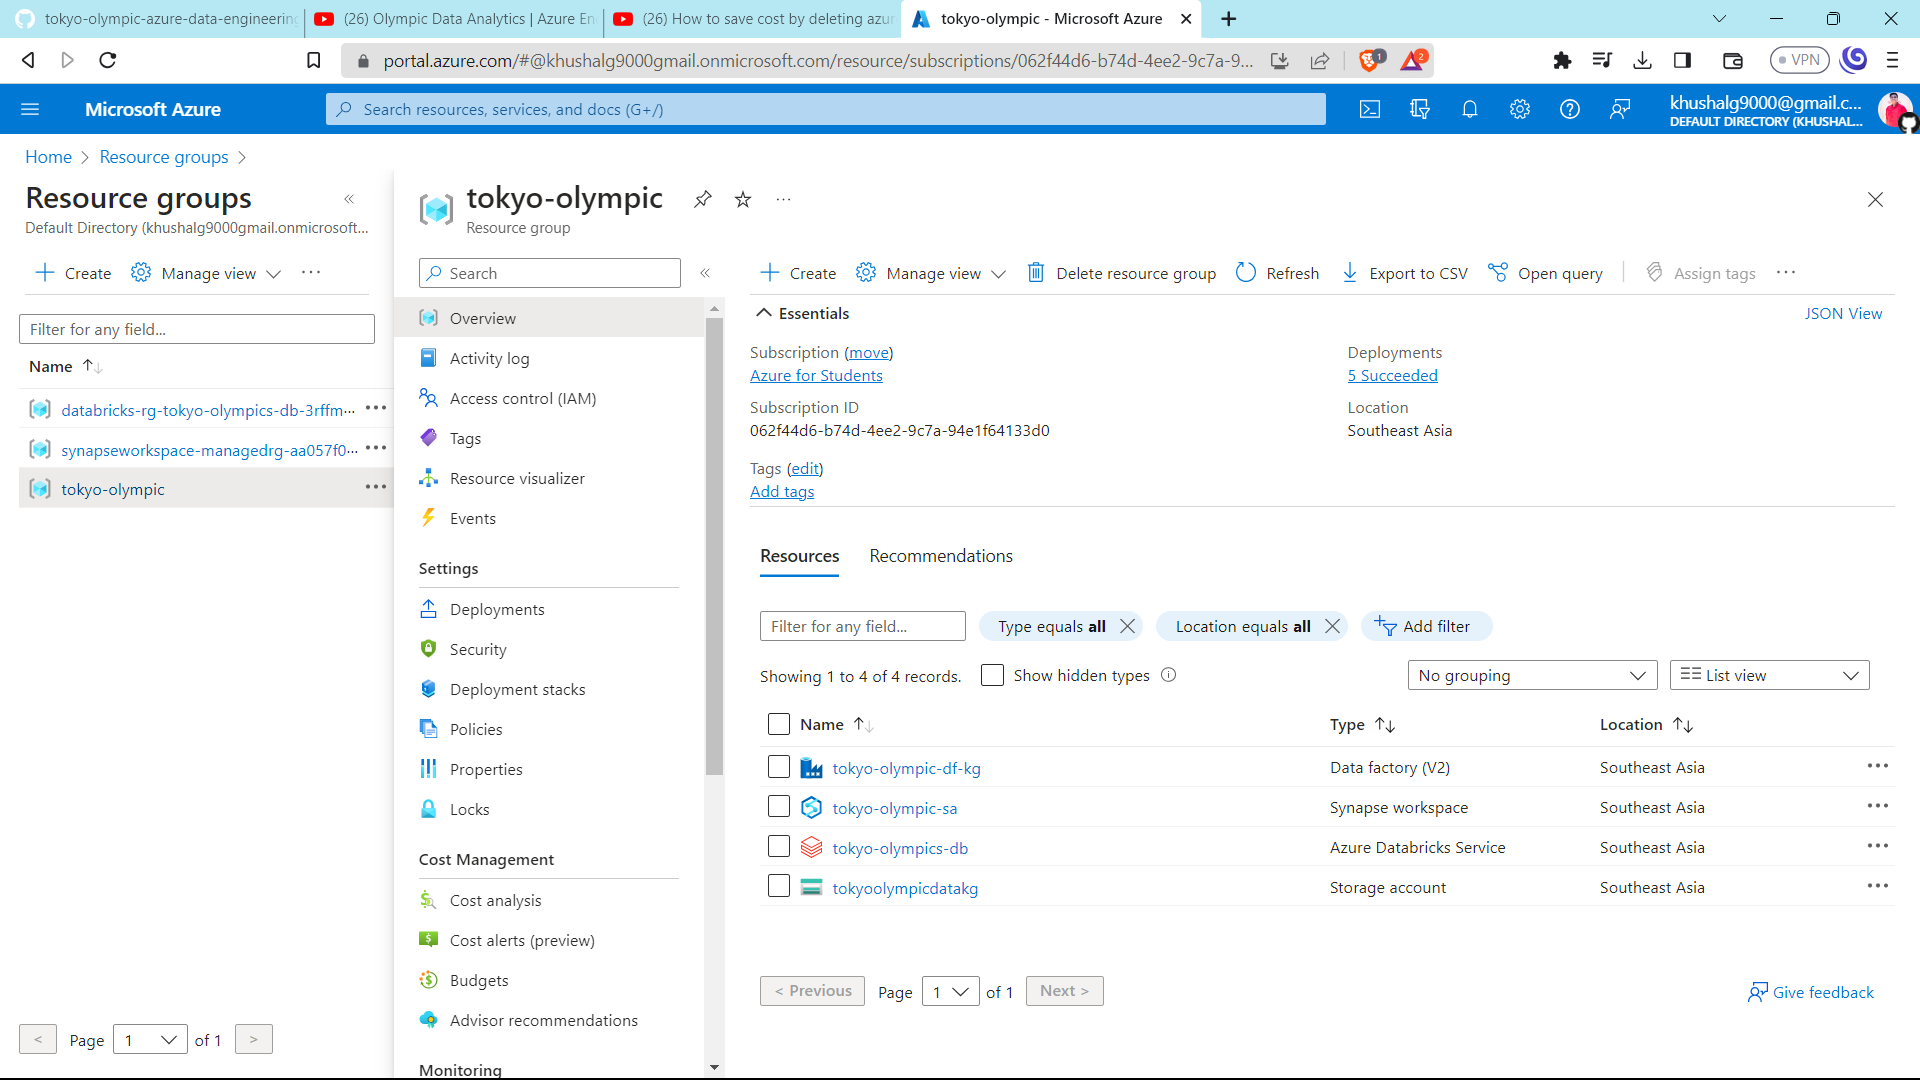 tokyo-olympic-azure-data-engineering
(26) Olympic Data Analytics | Azure En
(26) How to save cost by deleting azur
tokyo-olympic - Microsoft Azure
portal.azure.com/#@khushalg9000gmail.onmicrosoft.com/resource/subscriptions/062f44d6-b74d-4ee2-9c7a-9...
1
2
VPN
Microsoft Azure
Search resources, services, and docs (G+/)
khushalg9000@gmail.c...
DEFAULT DIRECTORY (KHUSHAL...
Home
Resource groups
Resource groups
Default Directory (khushalg9000gmail.onmicrosoft...
Create
Manage view
Filter for any field...
Name
databricks-rg-tokyo-olympics-db-3rffm...
synapseworkspace-managedrg-aa057f0...
tokyo-olympic
< Page 1 of 1 >
tokyo-olympic
Resource group
Search
Overview
Activity log
Access control (IAM)
Tags
Resource visualizer
Events
Settings
Deployments
Security
Deployment stacks
Policies
Properties
Locks
Cost Management
Cost analysis
Cost alerts (preview)
Budgets
Advisor recommendations
Monitoring
Create
Manage view
Delete resource group
Refresh
Export to CSV
Open query
Assign tags
Essentials
JSON View
Subscription (move)
Azure for Students
Subscription ID
062f44d6-b74d-4ee2-9c7a-94e1f64133d0
Deployments
5 Succeeded
Location
Southeast Asia
Tags (edit)
Add tags
Resources
Recommendations
Filter for any field...
Type equals all
Location equals all
Add filter
Showing 1 to 4 of 4 records.
Show hidden types
No grouping
List view
Name Type Location
tokyo-olympic-df-kg Data factory (V2) Southeast Asia
tokyo-olympic-sa Synapse workspace Southeast Asia
tokyo-olympics-db Azure Databricks Service Southeast Asia
tokyoolympicdatakg Storage account Southeast Asia
< Previous Page 1 of 1 Next >
Give feedback